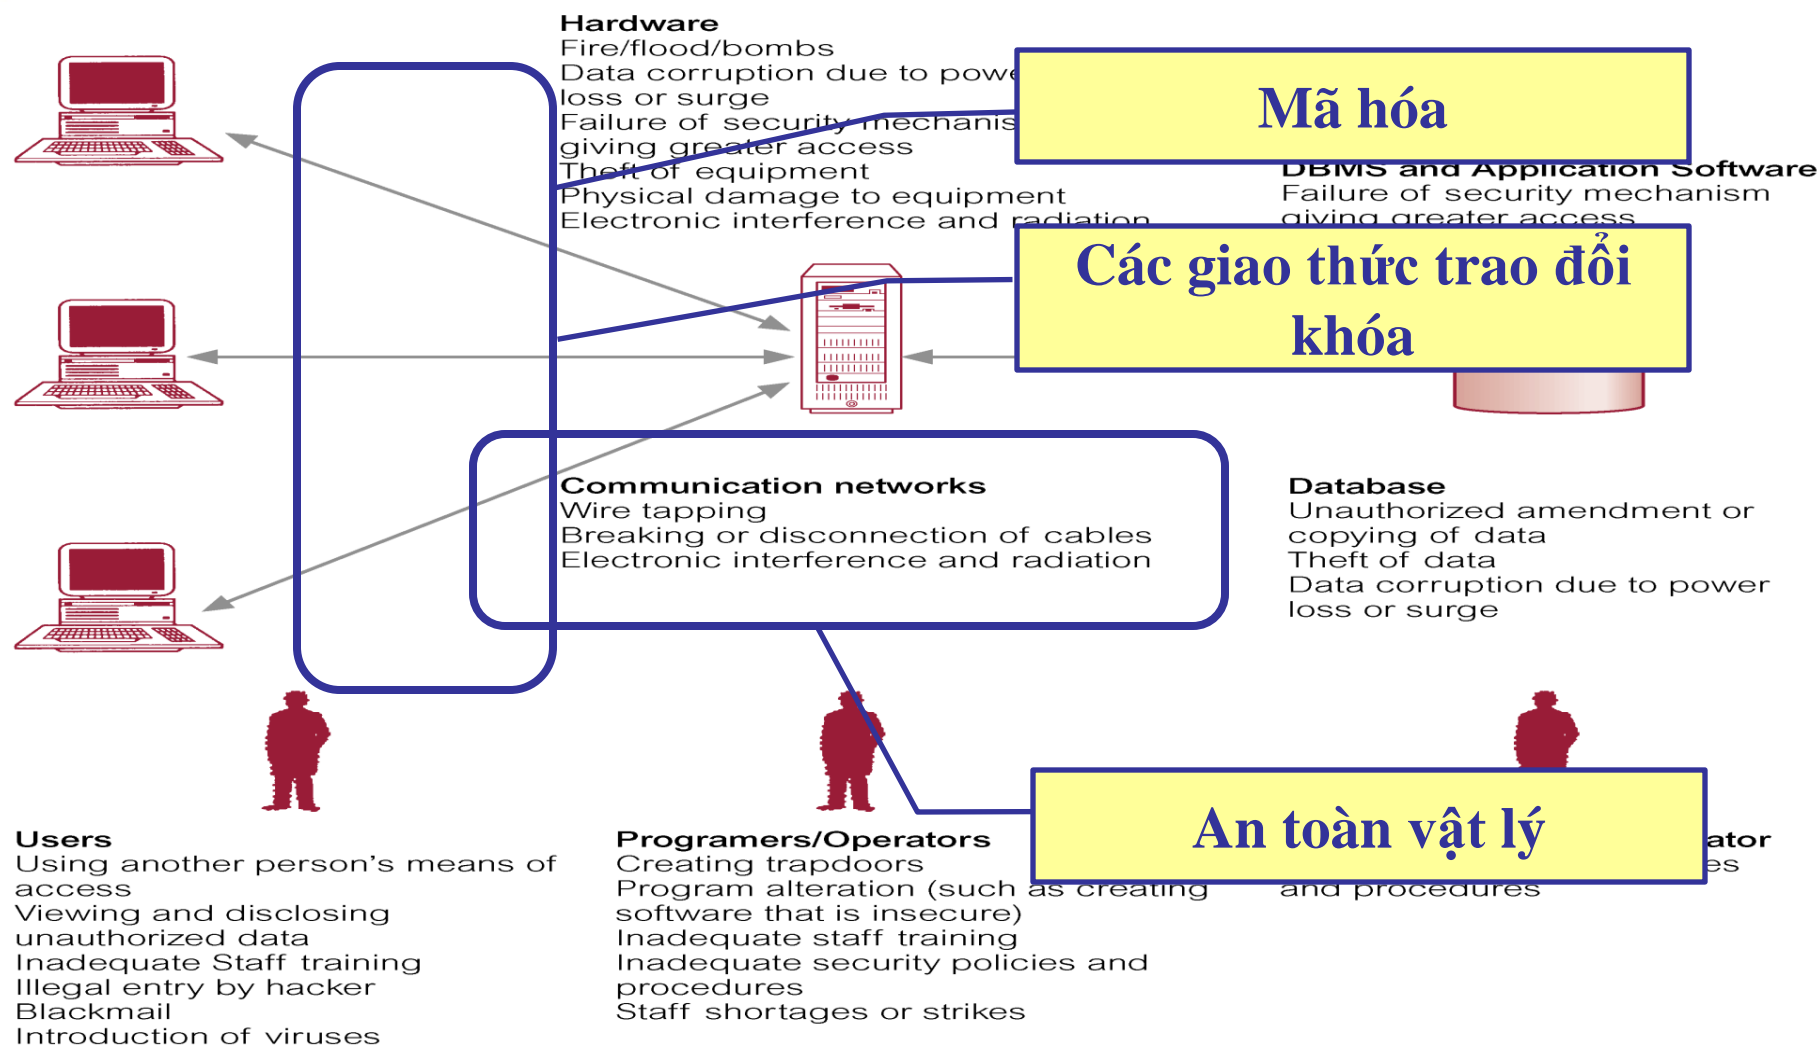 Hardware
Fire/flood/bombs
Data corruption due to
loss or surge
Failure of security
giving greater access
Theft of equipment
Physical damage to equipment
Electronic interference and radiation
Mã hóa
DBMS and Application Software
Failure of security mechanism
giving greater access
Các giao thức trao đổi
khóa
Communication networks
Wire tapping
Breaking or disconnection of cables
Electronic interference and radiation
Database
Unauthorized amendment or
copying of data
Theft of data
Data corruption due to power
loss or surge
Users
Using another person's means of
access
Viewing and disclosing
unauthorized data
Inadequate Staff training
Illegal entry by hacker
Blackmail
Introduction of viruses
Programers/Operators
Creating trapdoors
Program alteration (such as creating
software that is insecure)
Inadequate staff training
Inadequate security policies and
procedures
Staff shortages or strikes
An toàn vật lý
and procedures